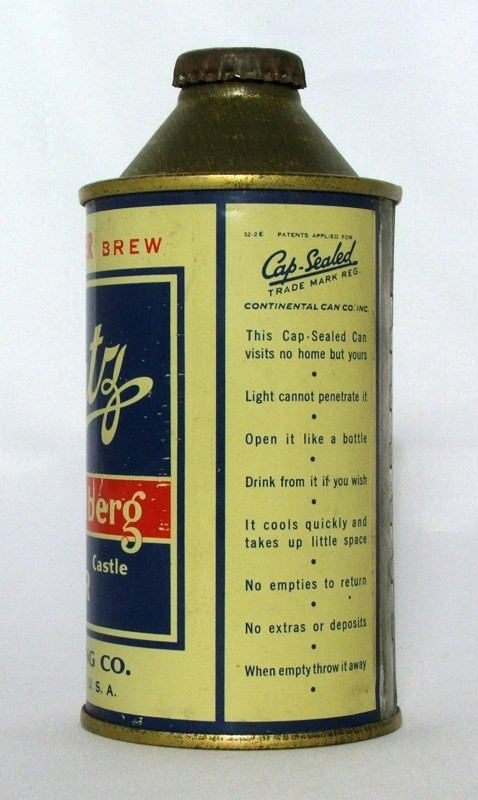 BREW
tz
berg
Castle
CO.
U.S.A.
32-2E PATENTS APPLIED FOR
Cap-Sealed
TRADE MARK REG.
CONTINENTAL CAN CO. INC.
This Cap-Sealed Can
visits no home but yours
•
Light cannot penetrate it
•
Open it like a bottle
•
Drink from it if you wish
•
It cools quickly and
takes up little space
•
No empties to return
•
No extras or deposits
•
When empty throw it away
•